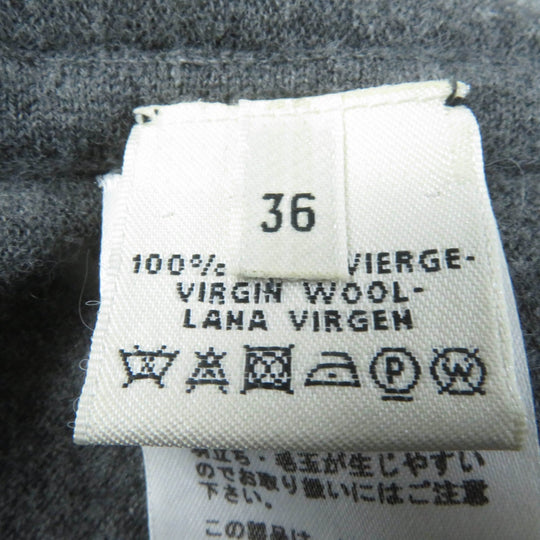 36
100% VIERGE-
VIRGIN WOOL-
LANA VIRGEN
P W
立ち・毛玉が生じやすい
のでお取り扱いにはご注意
下さい。
この部品は